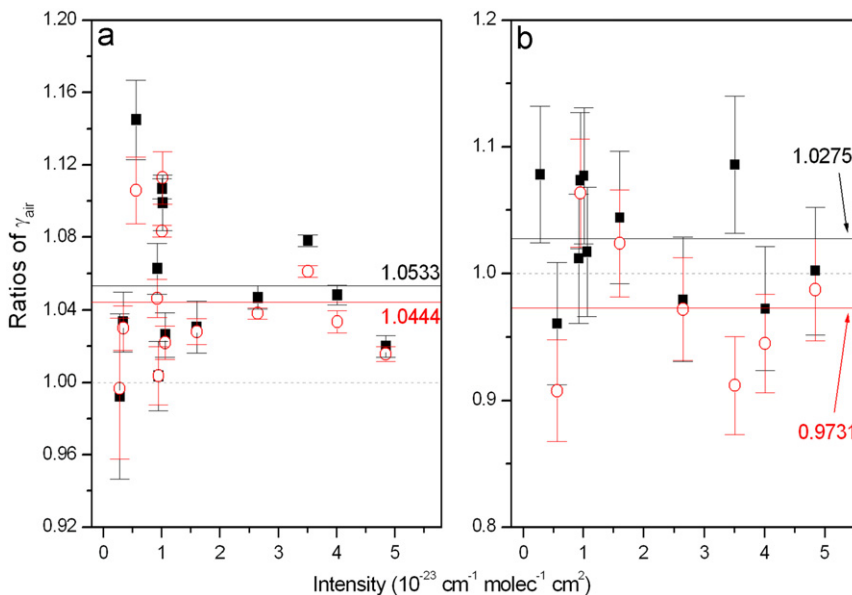 a
b
Ratios of γair
1.20
1.16
1.12
1.08
1.04
1.00
0.96
0.92
1.0533
1.0444
0 1 2 3 4 5
1.2
1.1
1.0
0.9
0.8
1.0275
0.9731
0 1 2 3 4 5
Intensity (10-23 cm-1 molec-1 cm2)